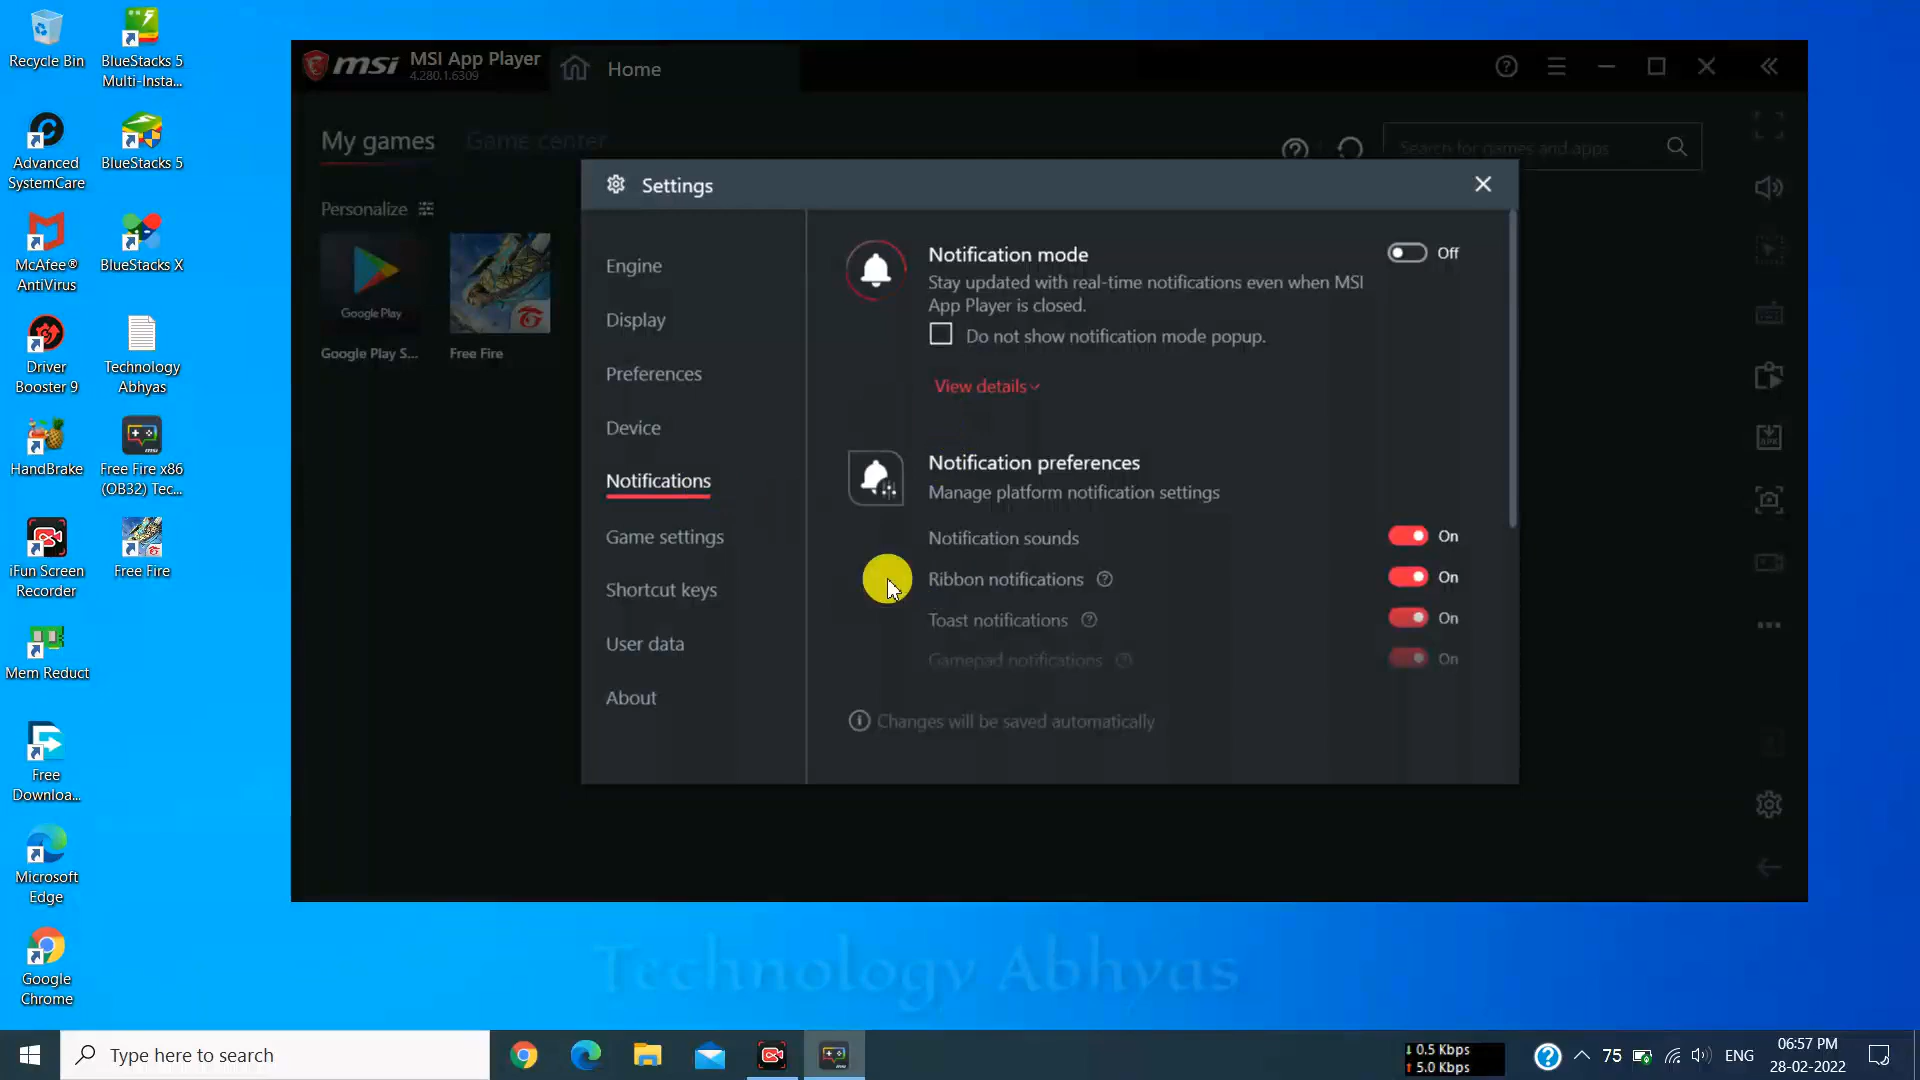 Recycle Bin
BlueStacks 5
Multi-Insta...
Advanced
SystemCare
BlueStacks 5
McAfee®
AntiVirus
BlueStacks X
Driver
Booster 9
Technology
Abhyas
HandBrake
Free Fire x86
(OB32) Tec...
iFun Screen
Recorder
Free Fire
Mem Reduct
Free
Downloa...
Microsoft
Edge
Google
Chrome
msi
MSI App Player
4.280.1.6309
Home
My games
Game center
Search for games and apps
Personalize
Google Play
Google Play S...
Free Fire
Settings
Engine
Display
Preferences
Device
Notifications
Game settings
Shortcut keys
User data
About
Notification mode
Off
Stay updated with real-time notifications even when MSI
App Player is closed.
Do not show notification mode popup.
View details
Notification preferences
Manage platform notification settings
Notification sounds
On
Ribbon notifications
On
Toast notifications
On
Gamepad notifications
On
Changes will be saved automatically
APK
Technology Abhyas
Type here to search
msi
0.5 Kbps
5.0 Kbps
75
ENG
06:57 PM
28-02-2022